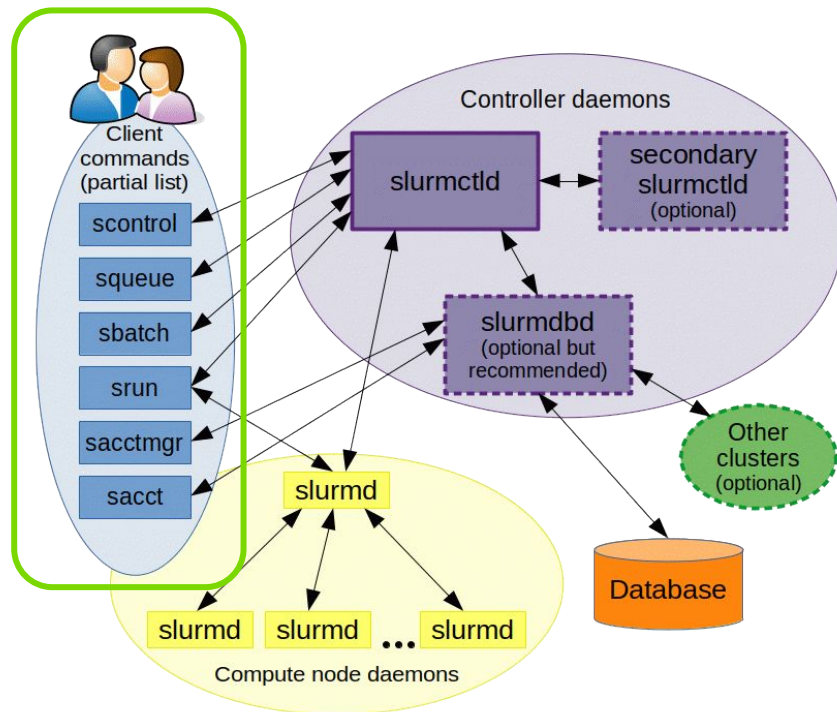 Client
commands
(partial list)
scontrol
squeue
sbatch
srun
sacctmgr
sacct
Controller daemons
slurmctld
secondary
slurmctld
(optional)
slurmdbd
(optional but
recommended)
Other
clusters
(optional)
Database
slurmd
slurmd
slurmd
...
slurmd
Compute node daemons